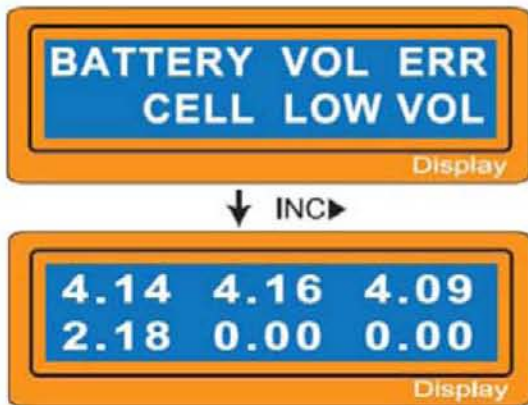 BATTERY VOL ERR
CELL LOW VOL
Display
INC▶
4.14 4.16 4.09
2.18 0.00 0.00
Display